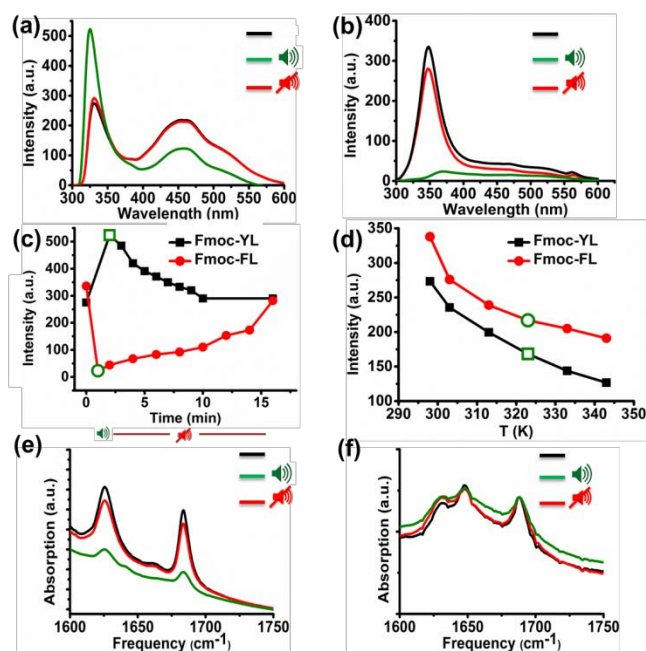 (a)
500
400
300
200
100
0
Intensity (a.u.)
300 350 400 450 500 550 600
Wavelength (nm)
(b)
400
300
200
100
0
Intensity (a.u.)
300 350 400 450 500 550 600
Wavelength (nm)
(c)
500
400
300
200
100
0
Intensity (a.u.)
Fmoc-YL
Fmoc-FL
0 5 10 15
Time (min)
(d)
350
300
250
200
150
100
Intensity (a.u.)
Fmoc-YL
Fmoc-FL
290 300 310 320 330 340 350
T (K)
(e)
Absorption (a.u.)
1600 1650 1700 1750
Frequency (cm-1)
(f)
Absorption (a.u.)
1600 1650 1700 1750
Frequency (cm-1)